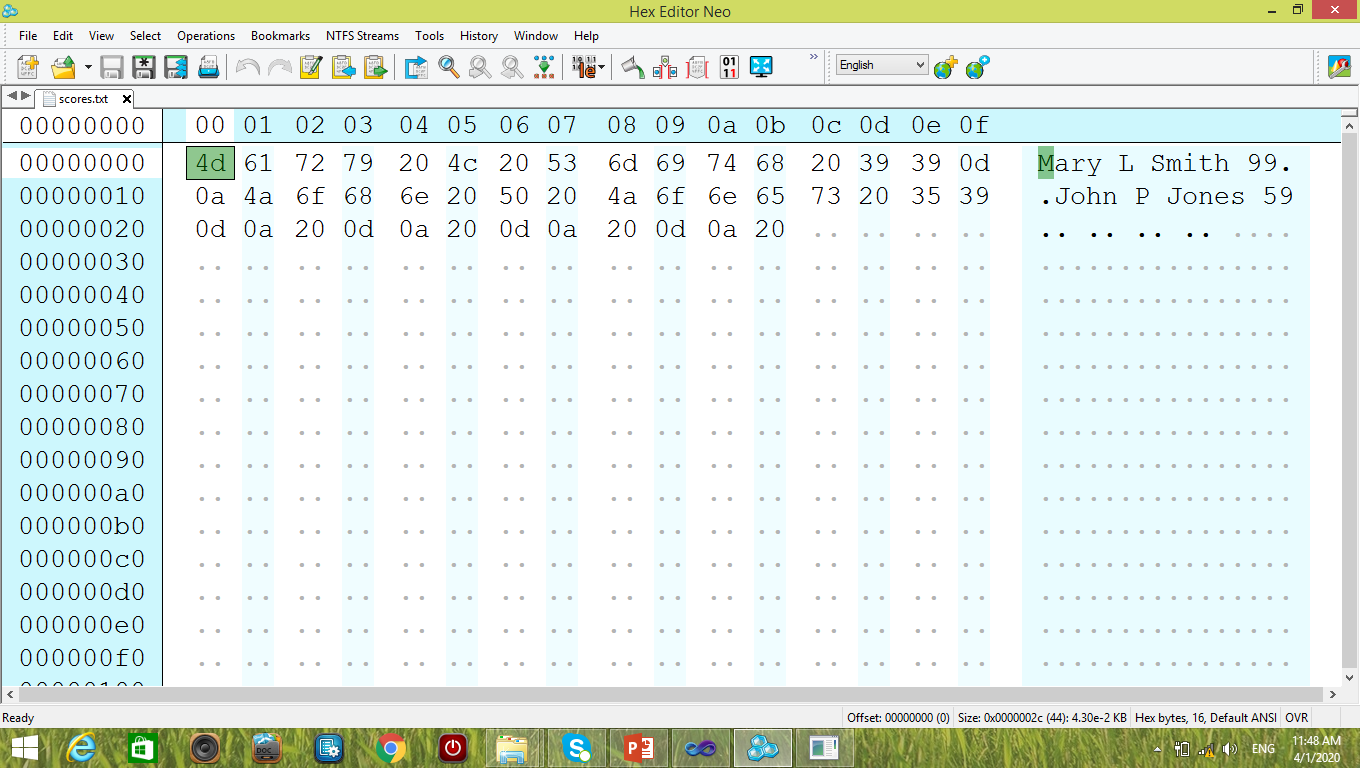 Hex Editor Neo
File Edit View Select Operations Bookmarks NTFS Streams Tools History Window Help
English
scores.txt
00000000 00 01 02 03 04 05 06 07 08 09 0a 0b 0c 0d 0e 0f
00000000 4d 61 72 79 20 4c 20 53 6d 69 74 68 20 39 39 0d Mary L Smith 99.
00000010 0a 4a 6f 68 6e 20 50 20 4a 6f 6e 65 73 20 35 39 .John P Jones 59
00000020 0d 0a 20 0d 0a 20 0d 0a 20 0d 0a 20 .. .. .. .. .. .. .. .. ....
00000030 .. .. .. .. .. .. .. .. .. .. .. .. .. .. .. .. ................
00000040 .. .. .. .. .. .. .. .. .. .. .. .. .. .. .. .. ................
00000050 .. .. .. .. .. .. .. .. .. .. .. .. .. .. .. .. ................
00000060 .. .. .. .. .. .. .. .. .. .. .. .. .. .. .. .. ................
00000070 .. .. .. .. .. .. .. .. .. .. .. .. .. .. .. .. ................
00000080 .. .. .. .. .. .. .. .. .. .. .. .. .. .. .. .. ................
00000090 .. .. .. .. .. .. .. .. .. .. .. .. .. .. .. .. ................
000000a0 .. .. .. .. .. .. .. .. .. .. .. .. .. .. .. .. ................
000000b0 .. .. .. .. .. .. .. .. .. .. .. .. .. .. .. .. ................
000000c0 .. .. .. .. .. .. .. .. .. .. .. .. .. .. .. .. ................
000000d0 .. .. .. .. .. .. .. .. .. .. .. .. .. .. .. .. ................
000000e0 .. .. .. .. .. .. .. .. .. .. .. .. .. .. .. .. ................
000000f0 .. .. .. .. .. .. .. .. .. .. .. .. .. .. .. .. ................
Ready Offset: 00000000 (0) Size: 0x0000002c (44): 4.30e-2 KB Hex bytes, 16, Default ANSI OVR
ENG 11:48 AM
4/1/2020